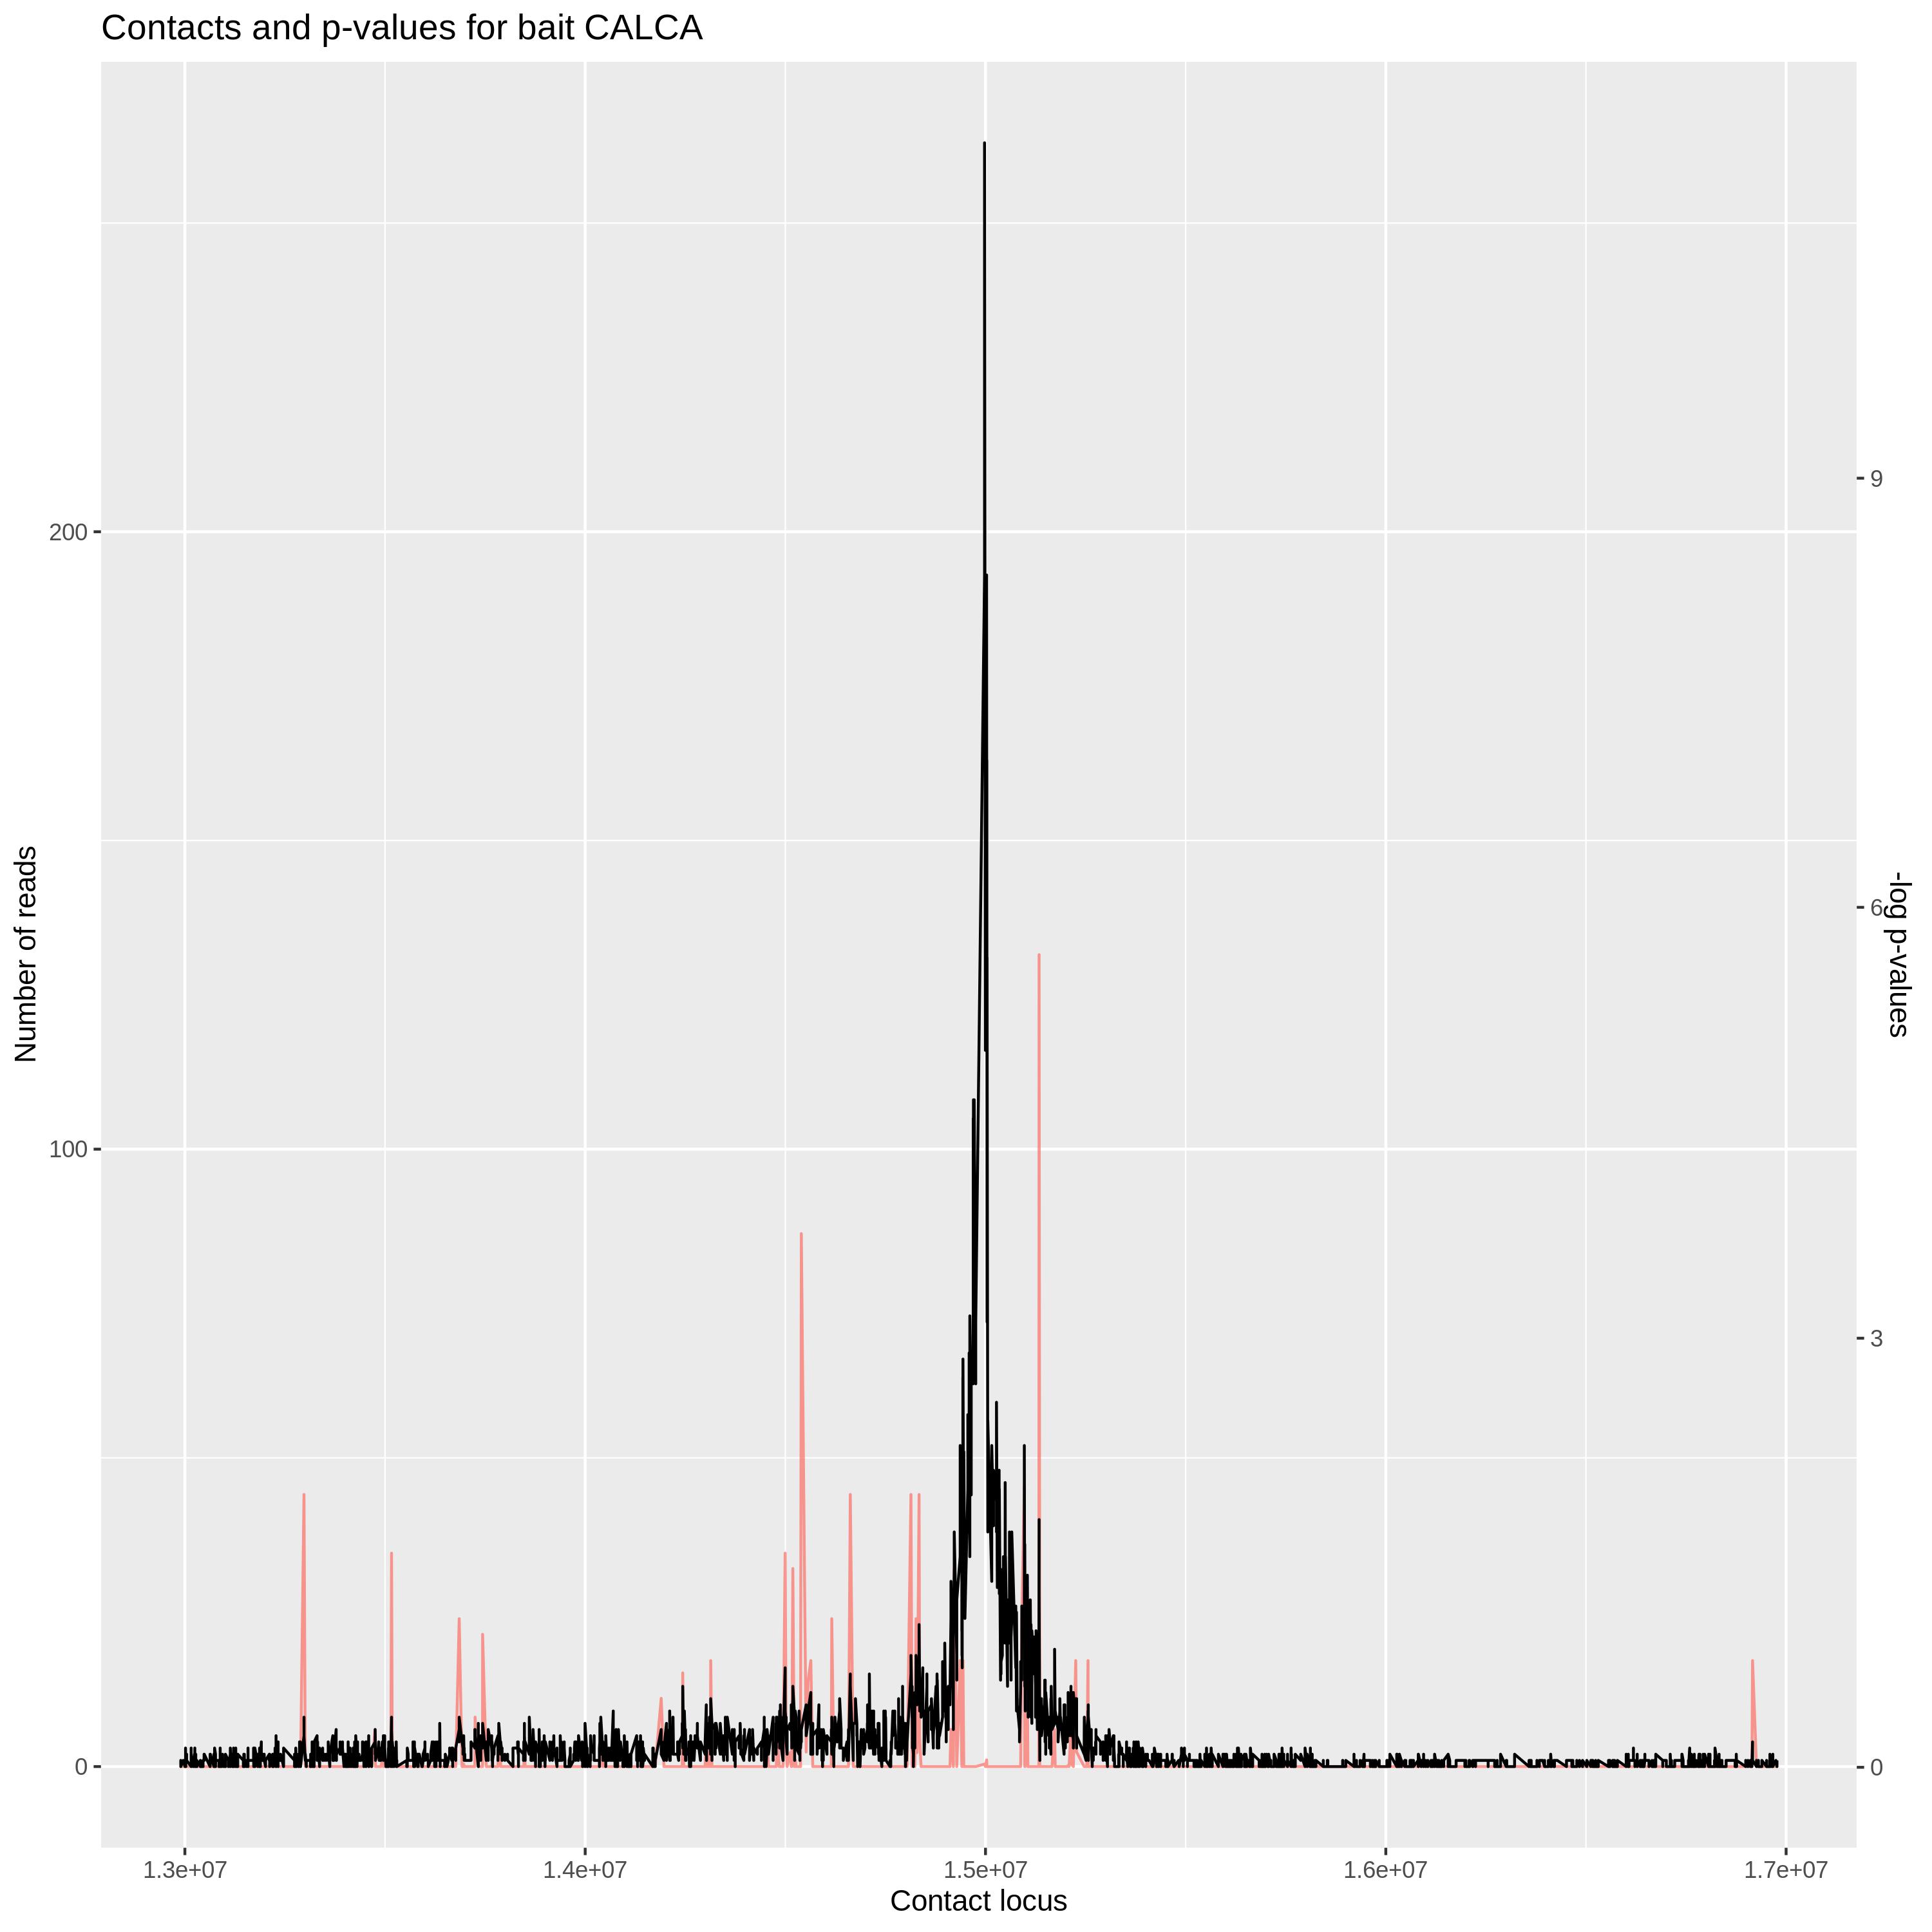 Contacts and p-values for bait CALCA
Number of reads
200
100
0
9
6
3
0
-log p-values
1.3e+07
1.4e+07
1.5e+07
1.6e+07
1.7e+07
Contact locus